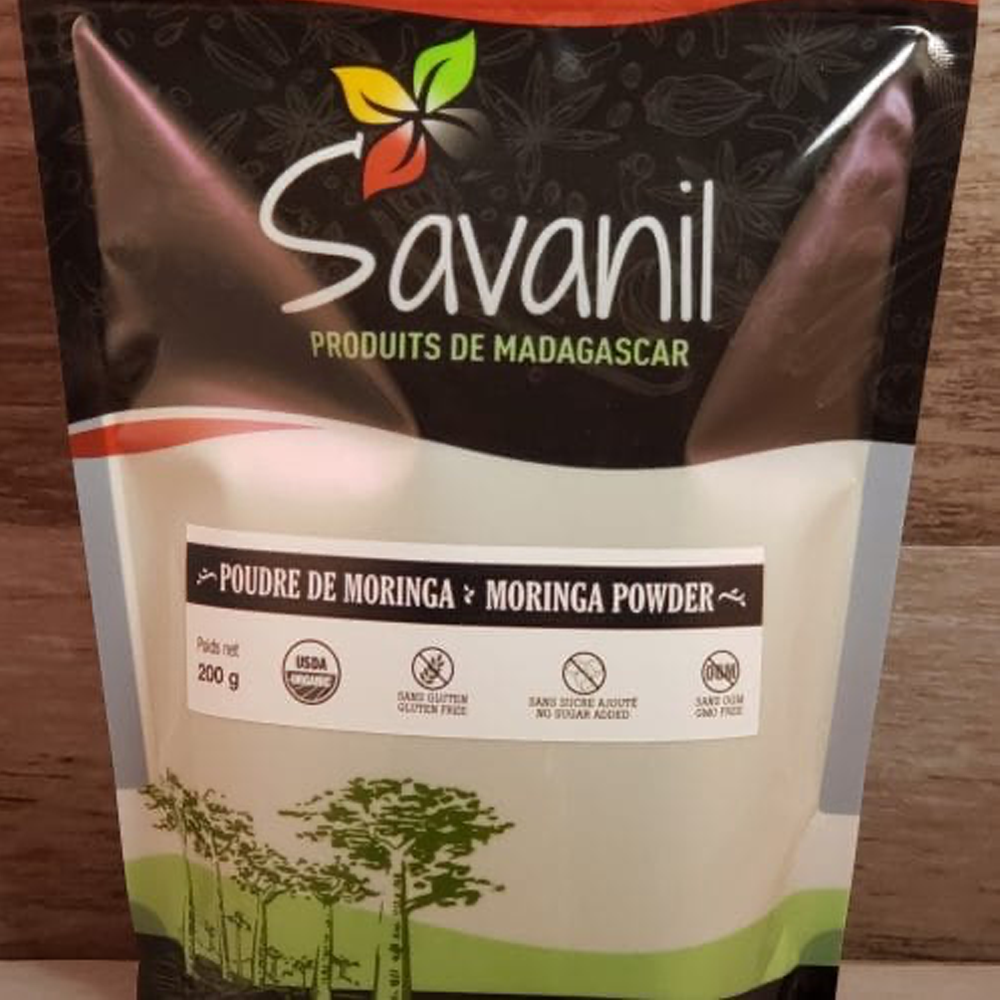 Savanil
PRODUITS DE MADAGASCAR
POUDRE DE MORINGA MORINGA POWDER
Poids net
200 g
USDA
ORGANIC
SANS GLUTEN
GLUTEN FREE
SANS SUCRE AJOUTÉ
NO SUGAR ADDED
OGM
SANS OGM
GMO FREE